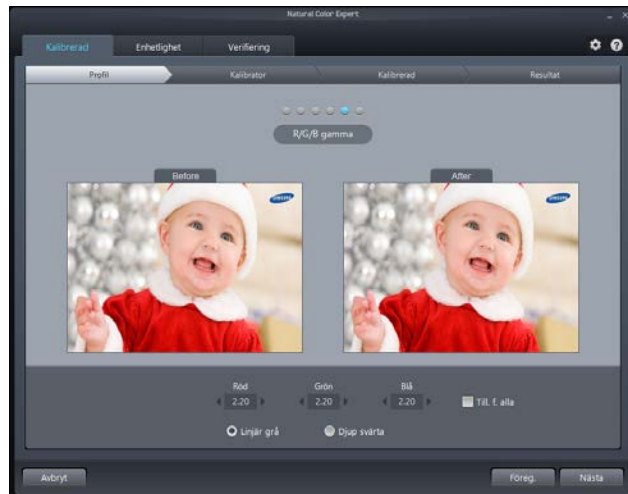 Natural Color Expert
Kalibrerad Enhetlighet Verifiering
Profil Kalibrator Kalibrerad Resultat
R/G/B gamma
Before After
SAMSUNG SAMSUNG
Röd Grön Blå
2.20 2.20 2.20 Till. f. alla
Linjär grå Djup svärta
Avbryt Föreg. Nästa